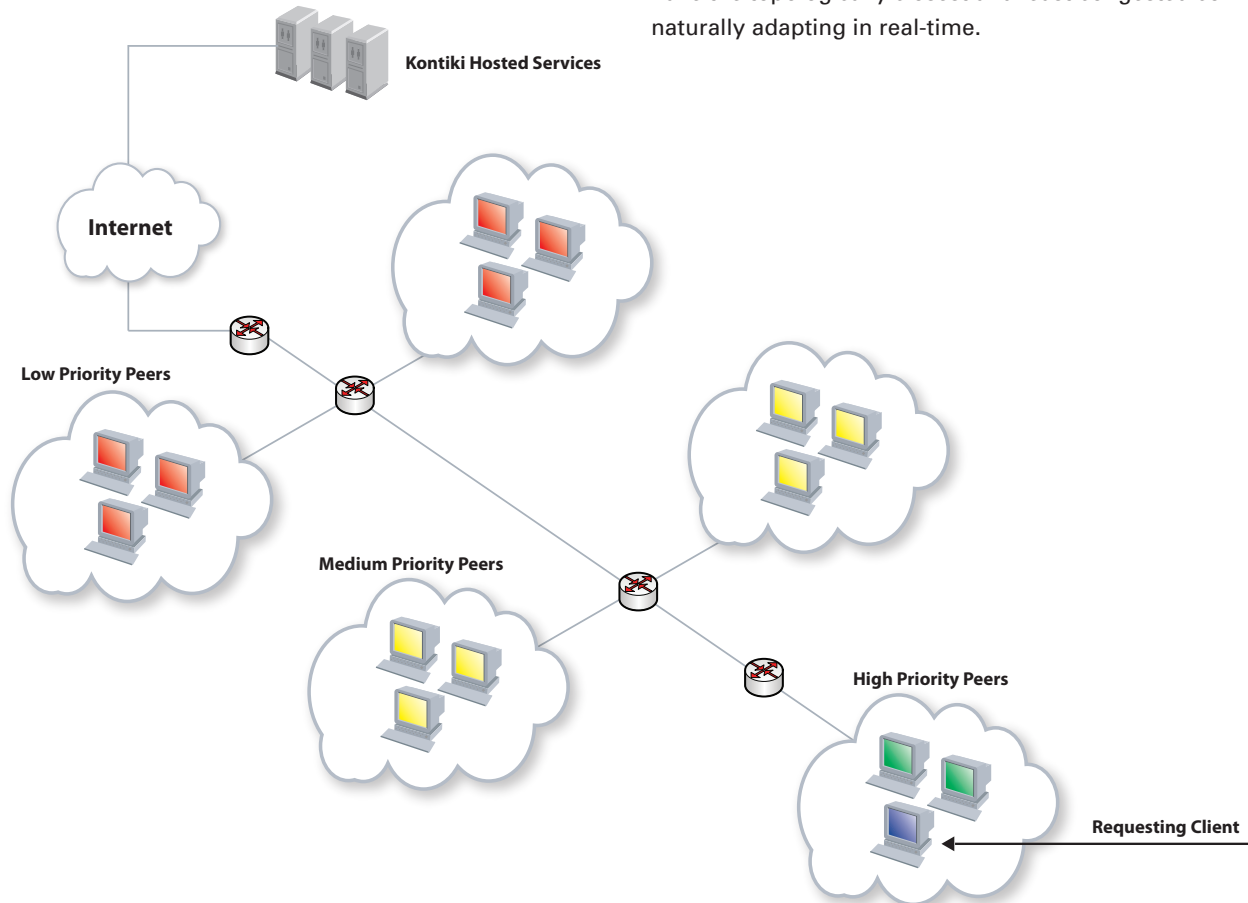 naturally adapting in real-time.
Kontiki Hosted Services
Internet
Low Priority Peers
Medium Priority Peers
High Priority Peers
Requesting Client